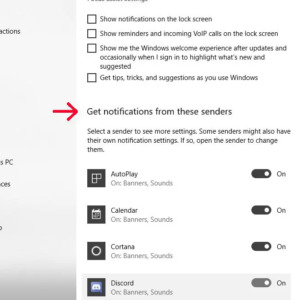 Show notifications on the lock screen
actions
Show reminders and incoming VoIP calls on the lock screen
Show me the Windows welcome experience after updates and
occasionally when I sign in to highlight what's new and
suggested
Get tips, tricks, and suggestions as you use Windows
Get notifications from these senders
Select a sender to see more settings. Some senders might also have
their own notification settings. If so, open the sender to change
them.
s PC
AutoPlay
On
On: Banners, Sounds
nces
Calendar
On
On: Banners, Sounds
Cortana
On
On: Banners, Sounds
Discord
On
On: Banners, Sounds